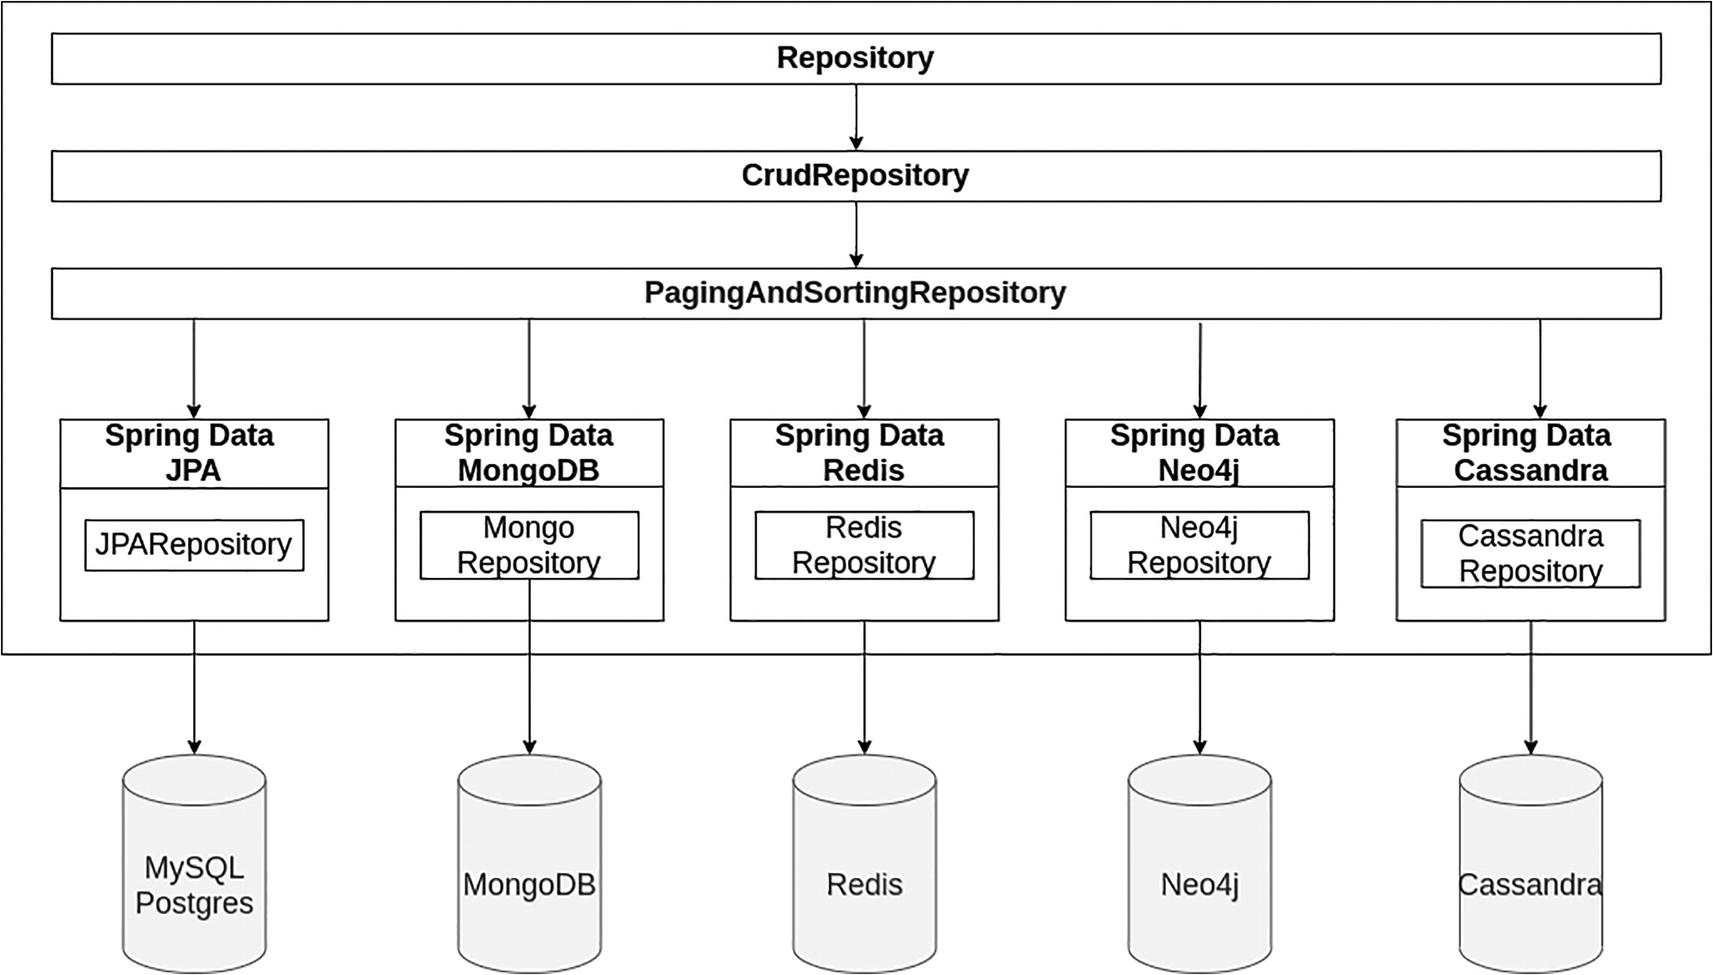 Repository
CrudRepository
PagingAndSortingRepository
Spring Data
JPA
JPARepository
Spring Data
MongoDB
Mongo
Repository
Spring Data
Redis
Redis
Repository
Spring Data
Neo4j
Neo4j
Repository
Spring Data
Cassandra
Cassandra
Repository
MySQL
Postgres
MongoDB
Redis
Neo4j
Cassandra